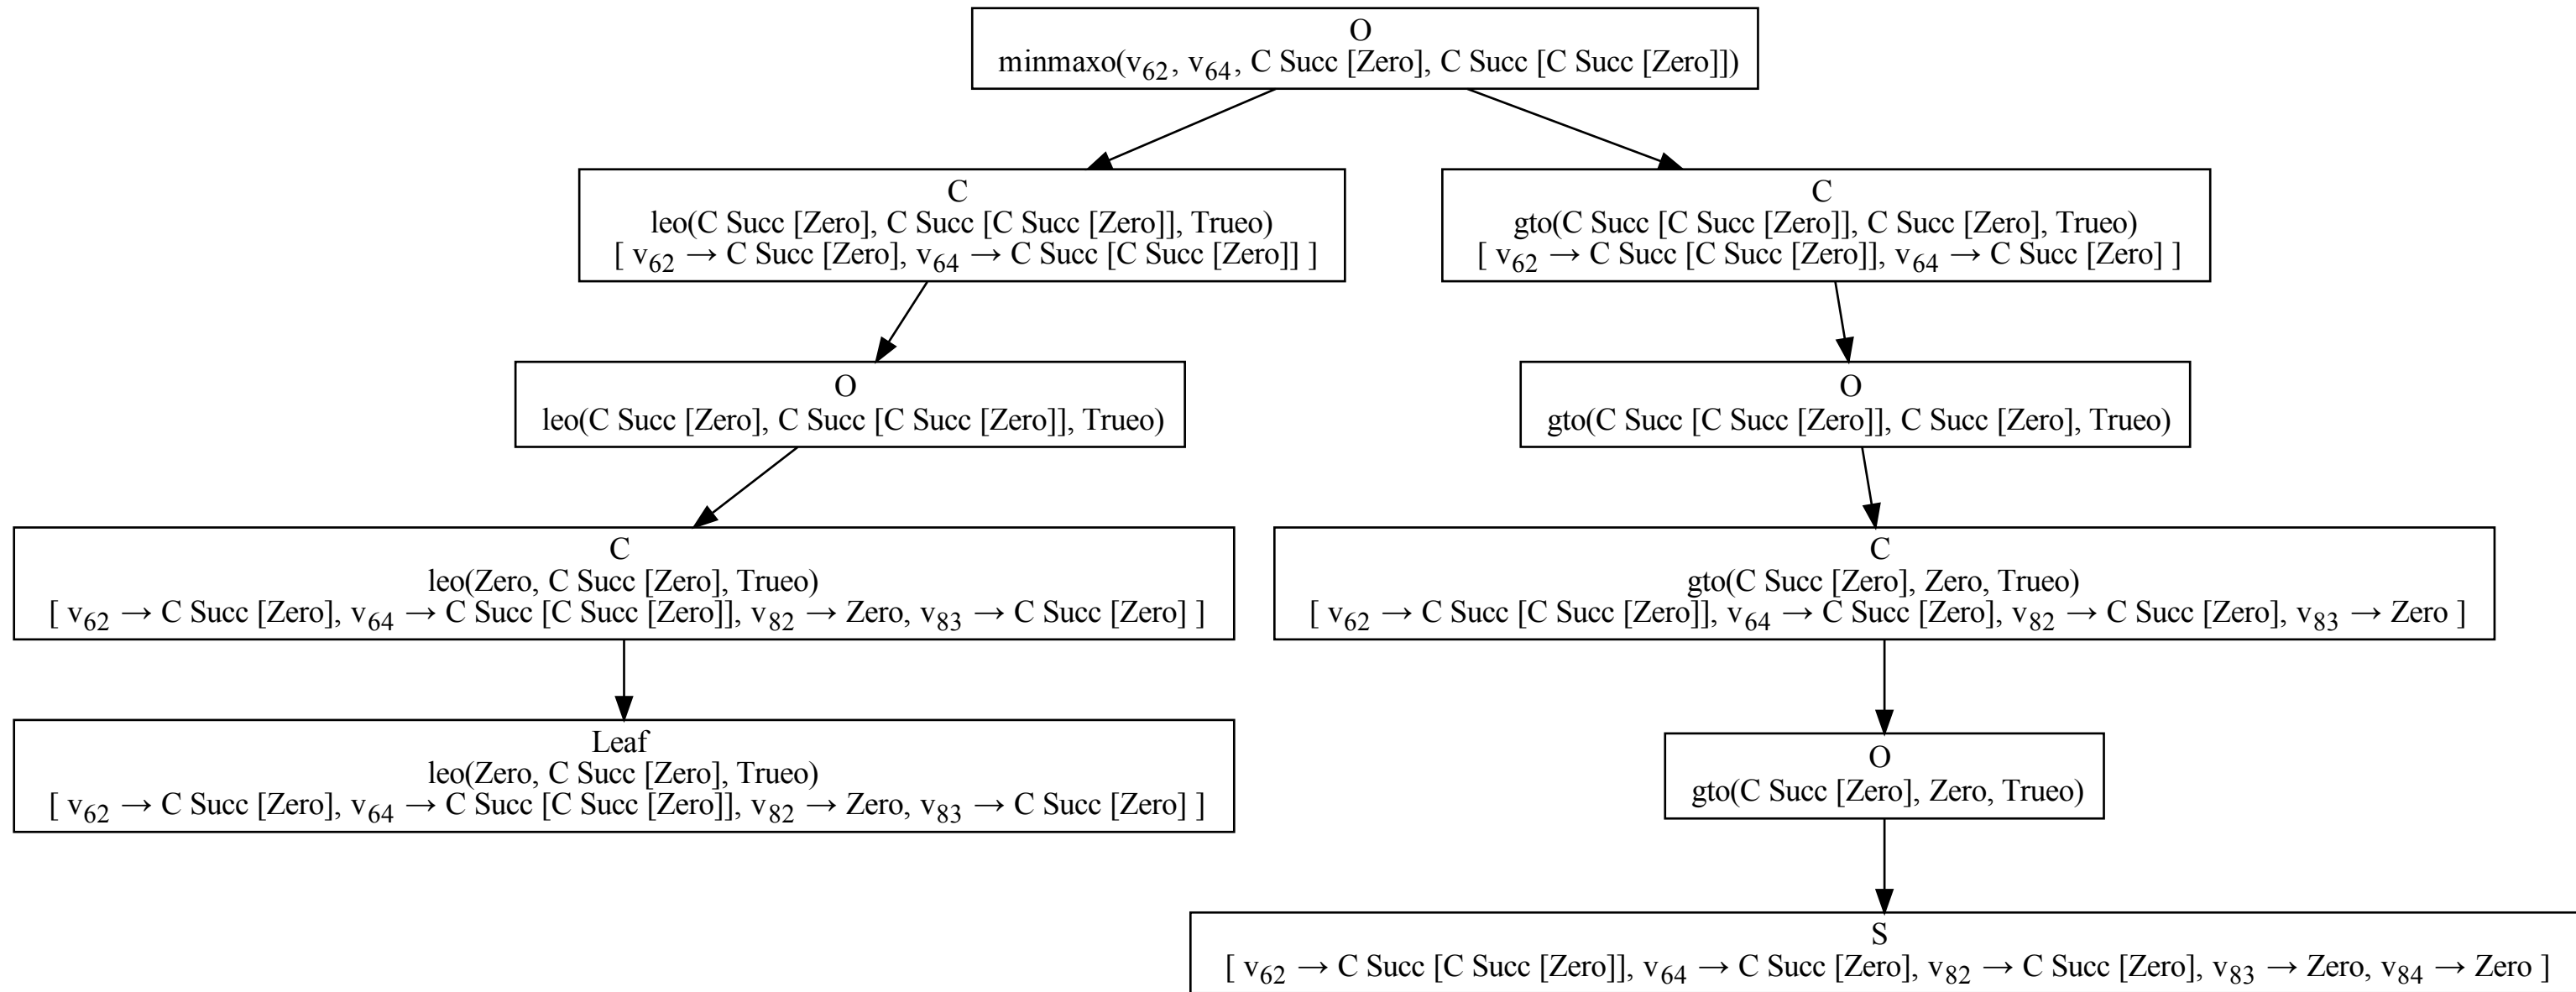 O
minmaxo(v62, v64, C Succ [Zero], C Succ [C Succ [Zero]])
C
leo(C Succ [Zero], C Succ [C Succ [Zero]], Trueo)
[ v62 → C Succ [Zero], v64 → C Succ [C Succ [Zero]] ]
C
gto(C Succ [C Succ [Zero]], C Succ [Zero], Trueo)
[ v62 → C Succ [C Succ [Zero]], v64 → C Succ [Zero] ]
O
leo(C Succ [Zero], C Succ [C Succ [Zero]], Trueo)
O
gto(C Succ [C Succ [Zero]], C Succ [Zero], Trueo)
C
leo(Zero, C Succ [Zero], Trueo)
[ v62 → C Succ [Zero], v64 → C Succ [C Succ [Zero]], v82 → Zero, v83 → C Succ [Zero] ]
C
gto(C Succ [Zero], Zero, Trueo)
[ v62 → C Succ [C Succ [Zero]], v64 → C Succ [Zero], v82 → C Succ [Zero], v83 → Zero ]
Leaf
leo(Zero, C Succ [Zero], Trueo)
[ v62 → C Succ [Zero], v64 → C Succ [C Succ [Zero]], v82 → Zero, v83 → C Succ [Zero] ]
O
gto(C Succ [Zero], Zero, Trueo)
S
[ v62 → C Succ [C Succ [Zero]], v64 → C Succ [Zero], v82 → C Succ [Zero], v83 → Zero, v84 → Zero ]